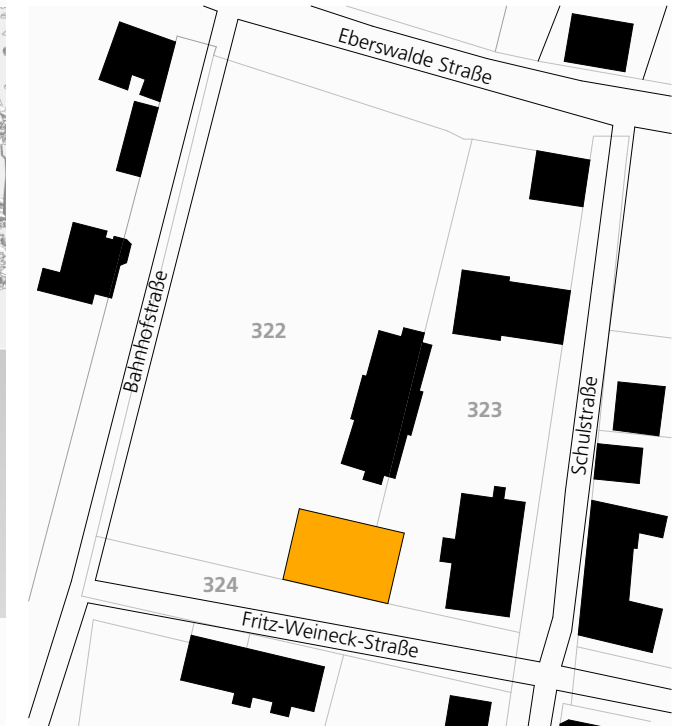 Eberswalde Straße
Bahnhofstraße
322
323
Schulstraße
324
Fritz-Weineck-Straße